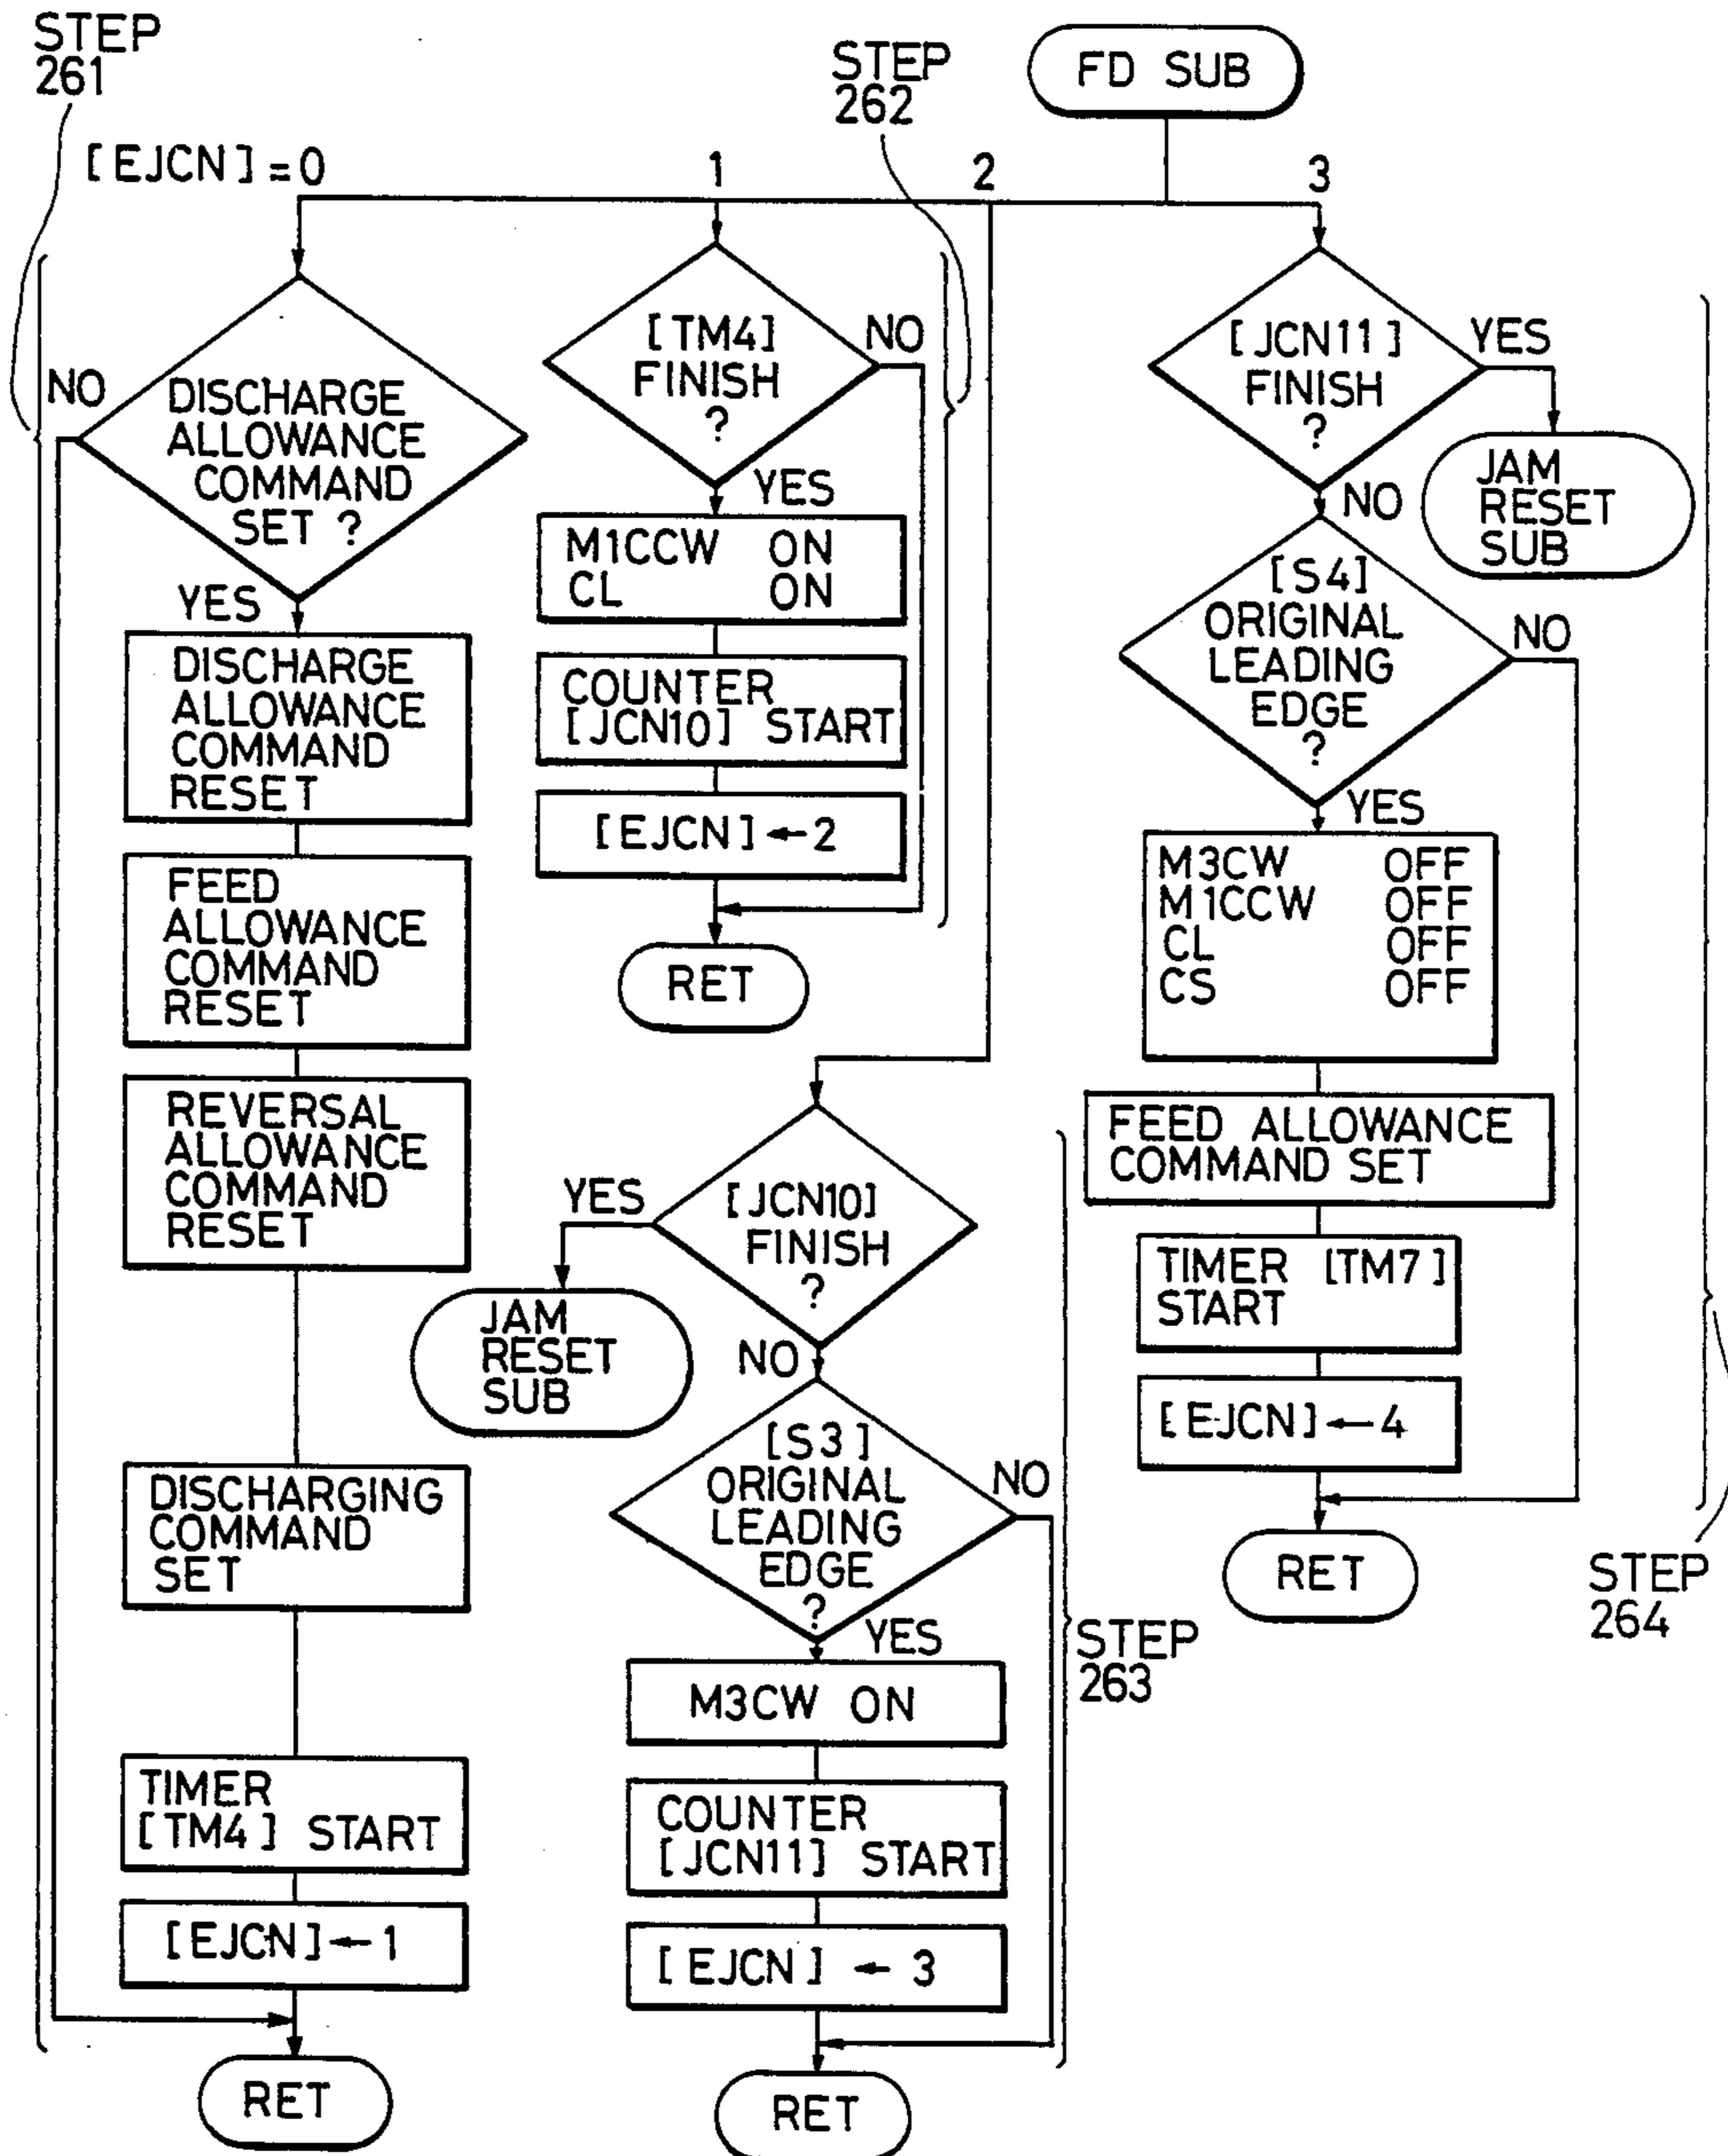 STEP
261
STEP
262
FD SUB
[EJCN]=0
1
2
3
NO
DISCHARGE
ALLOWANCE
COMMAND
SET ?
YES
DISCHARGE
ALLOWANCE
COMMAND
RESET
FEED
ALLOWANCE
COMMAND
RESET
REVERSAL
ALLOWANCE
COMMAND
RESET
DISCHARGING
COMMAND
SET
TIMER
[TM4] START
[EJCN]←1
RET
[TM4]
FINISH
?
NO
YES
M1CCW ON
CL ON
COUNTER
[JCN10] START
[EJCN]←2
RET
[JCN10]
FINISH
?
YES
JAM
RESET
SUB
NO
[S3]
ORIGINAL
LEADING
EDGE
?
NO
YES
M3CW ON
COUNTER
[JCN11] START
[EJCN] ← 3
RET
STEP
263
[JCN11]
FINISH
?
YES
JAM
RESET
SUB
NO
[S4]
ORIGINAL
LEADING
EDGE
?
NO
YES
M3CW OFF
M1CCW OFF
CL OFF
CS OFF
FEED ALLOWANCE
COMMAND SET
TIMER [TM7]
START
[EJCN]←4
RET
STEP
264